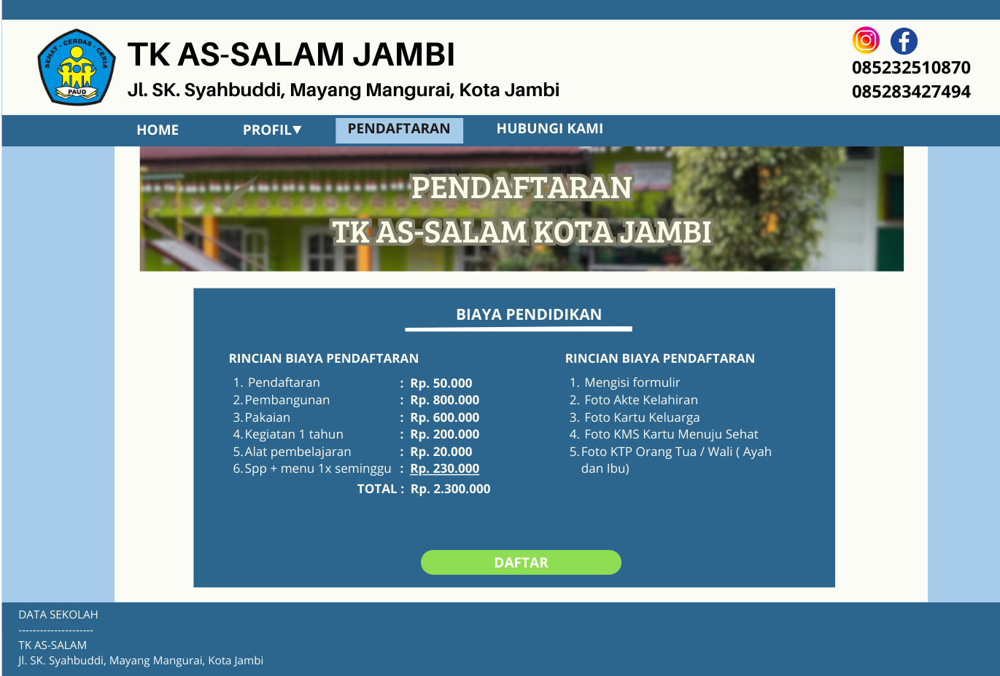 SEHAT - CERDAS - CERIA
PAUD
TK AS-SALAM JAMBI
Jl. SK. Syahbuddi, Mayang Mangurai, Kota Jambi
085232510870
085283427494
HOME
PROFIL▼
PENDAFTARAN
HUBUNGI KAMI
PENDAFTARAN
TK AS-SALAM KOTA JAMBI
BIAYA PENDIDIKAN
RINCIAN BIAYA PENDAFTARAN
1. Pendaftaran : Rp. 50.000
2.Pembangunan : Rp. 800.000
3.Pakaian : Rp. 600.000
4.Kegiatan 1 tahun : Rp. 200.000
5.Alat pembelajaran : Rp. 20.000
6.Spp + menu 1x seminggu : Rp. 230.000
TOTAL : Rp. 2.300.000
RINCIAN BIAYA PENDAFTARAN
1. Mengisi formulir
2. Foto Akte Kelahiran
3. Foto Kartu Keluarga
4. Foto KMS Kartu Menuju Sehat
5.Foto KTP Orang Tua / Wali ( Ayah
dan Ibu)
DAFTAR
DATA SEKOLAH
---------------------
TK AS-SALAM
Jl. SK. Syahbuddi, Mayang Mangurai, Kota Jambi